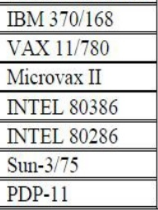 IBM 370/168
VAX 11/780
Microvax II
INTEL 80386
INTEL 80286
Sun-3/75
PDP-11